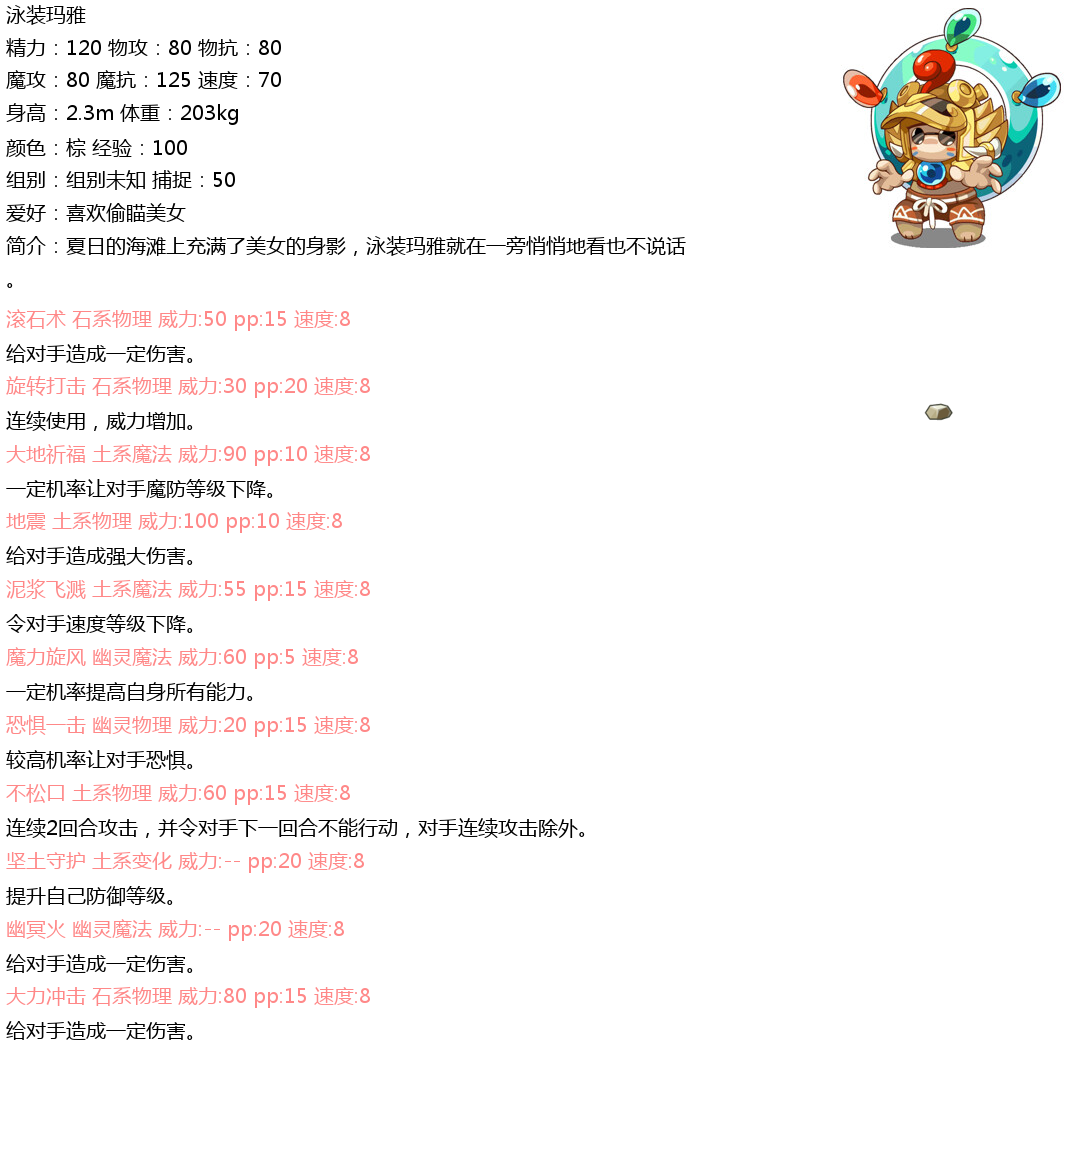 泳装玛雅
精力：120 物攻：80 物抗：80
魔攻：80 魔抗：125 速度：70
身高：2.3m 体重：203kg
颜色：棕 经验：100
组别：组别未知 捕捉：50
爱好：喜欢偷瞄美女
简介：夏日的海滩上充满了美女的身影，泳装玛雅就在一旁悄悄地看也不说话
。
滚石术 石系物理 威力:50 pp:15 速度:8
给对手造成一定伤害。
旋转打击 石系物理 威力:30 pp:20 速度:8
连续使用，威力增加。
大地祈福 土系魔法 威力:90 pp:10 速度:8
一定机率让对手魔防等级下降。
地震 土系物理 威力:100 pp:10 速度:8
给对手造成强大伤害。
泥浆飞溅 土系魔法 威力:55 pp:15 速度:8
令对手速度等级下降。
魔力旋风 幽灵魔法 威力:60 pp:5 速度:8
一定机率提高自身所有能力。
恐惧一击 幽灵物理 威力:20 pp:15 速度:8
较高机率让对手恐惧。
不松口 土系物理 威力:60 pp:15 速度:8
连续2回合攻击，并令对手下一回合不能行动，对手连续攻击除外。
坚土守护 土系变化 威力:-- pp:20 速度:8
提升自己防御等级。
幽冥火 幽灵魔法 威力:-- pp:20 速度:8
给对手造成一定伤害。
大力冲击 石系物理 威力:80 pp:15 速度:8
给对手造成一定伤害。